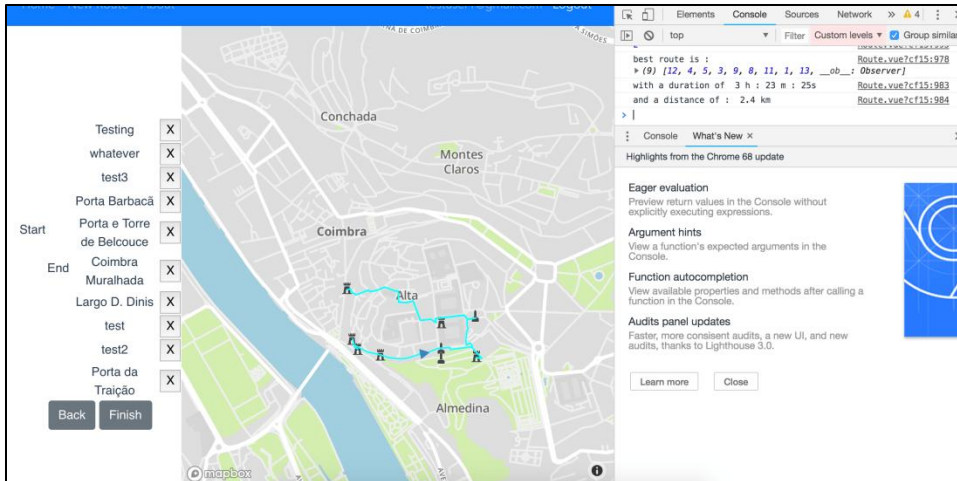 Home New Route About
Logout
Testing X
whatever X
test3 X
Porta Barbacã X
Start Porta e Torre de Belcouce X
End Coimbra Muralhada X
Largo D. Dinis X
test X
test2 X
Porta da Traição X
Back Finish
Conchada
Montes
Claros
Coimbra
Alta
Almedina
mapbox
Elements Console Sources Network » 4
top Filter Custom levels Group similar
best route is : Route.vue?cf15:978
(9) [12, 4, 5, 3, 9, 8, 11, 1, 13, __ob__: Observer]
with a duration of 3 h : 23 m : 25s Route.vue?cf15:983
and a distance of : 2.4 km Route.vue?cf15:984
>
Console What's New ×
Highlights from the Chrome 68 update
Eager evaluation
Preview return values in the Console without
explicitly executing expressions.
Argument hints
View a function's expected arguments in the
Console.
Function autocompletion
View available properties and methods after calling a
function in the Console.
Audits panel updates
Faster, more consisent audits, a new UI, and new
audits, thanks to Lighthouse 3.0.
Learn more Close